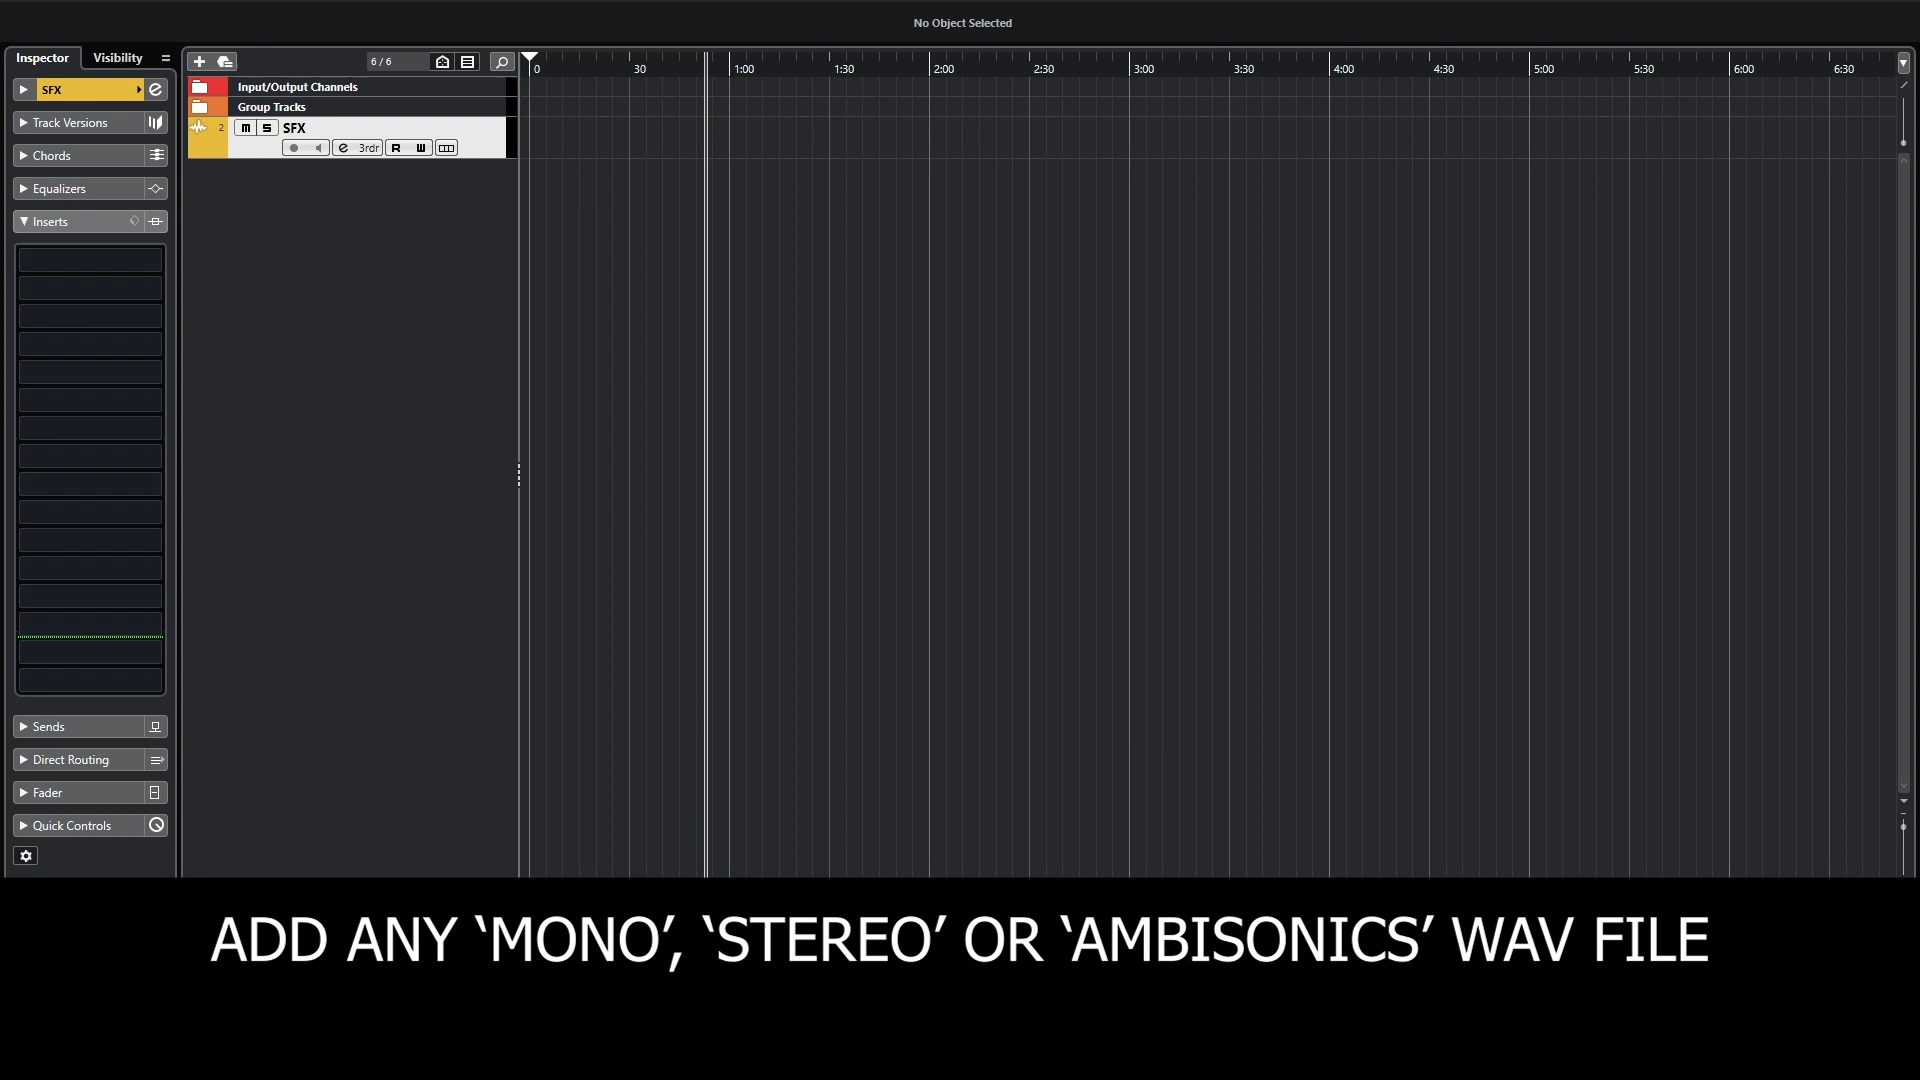 No Object Selected
Inspector
Visibility
6 / 6
0
30
1:00
1:30
2:00
2:30
3:00
3:30
4:00
4:30
5:00
5:30
6:00
6:30
SFX
Track Versions
Chords
Equalizers
Inserts
Sends
Direct Routing
Fader
Quick Controls
Input/Output Channels
Group Tracks
2
M
S
SFX
e
3rdr
R
W
ADD ANY ‘MONO’, ‘STEREO’ OR ‘AMBISONICS’ WAV FILE